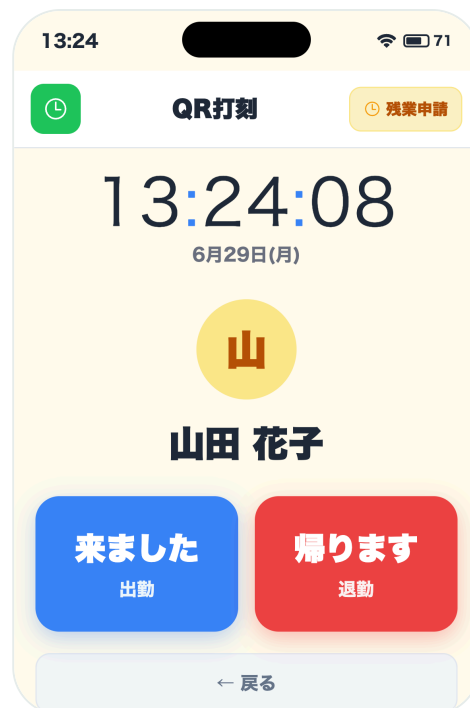 13:24 71
QR打刻 残業申請
13:24:08
6月29日(月)
山
山田 花子
来ました 帰ります
出勤 退勤
← 戻る